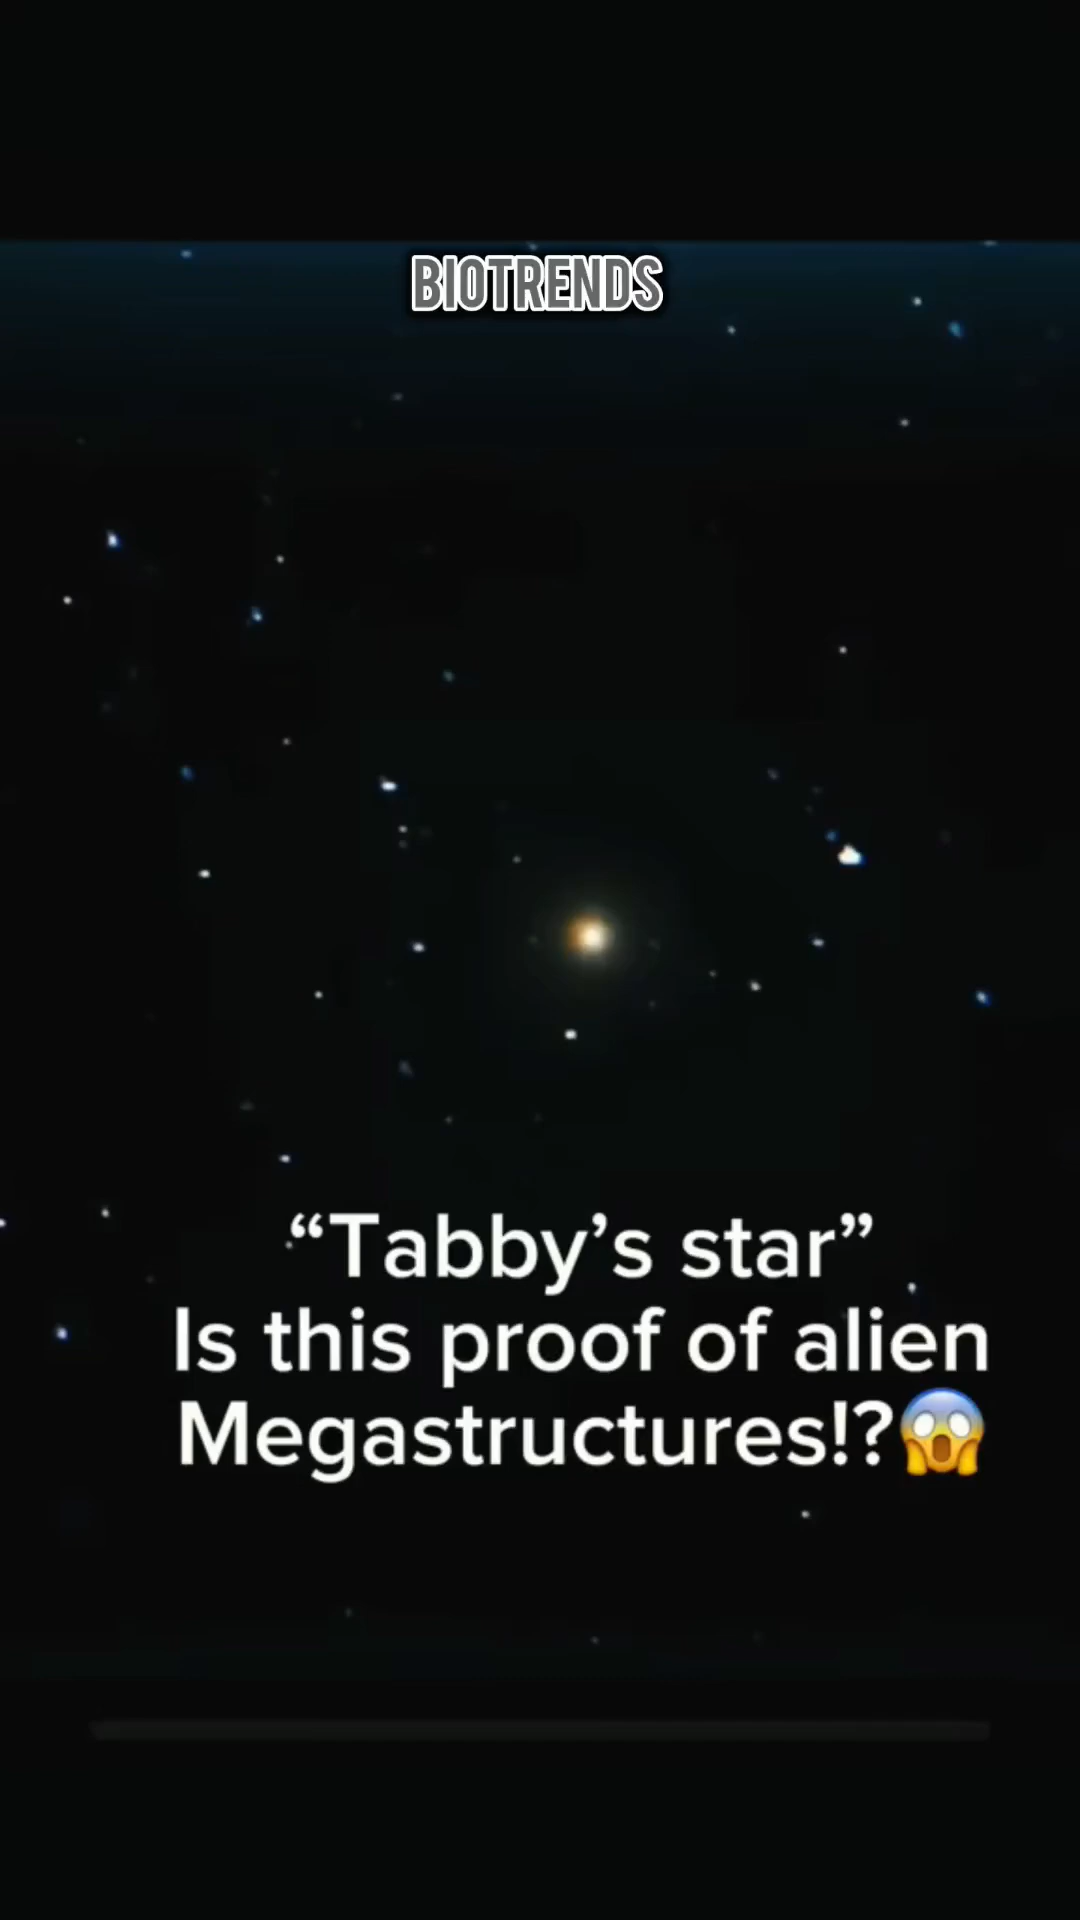 BIOTRENDS
“Tabby’s star”
Is this proof of alien
Megastructures!?😱